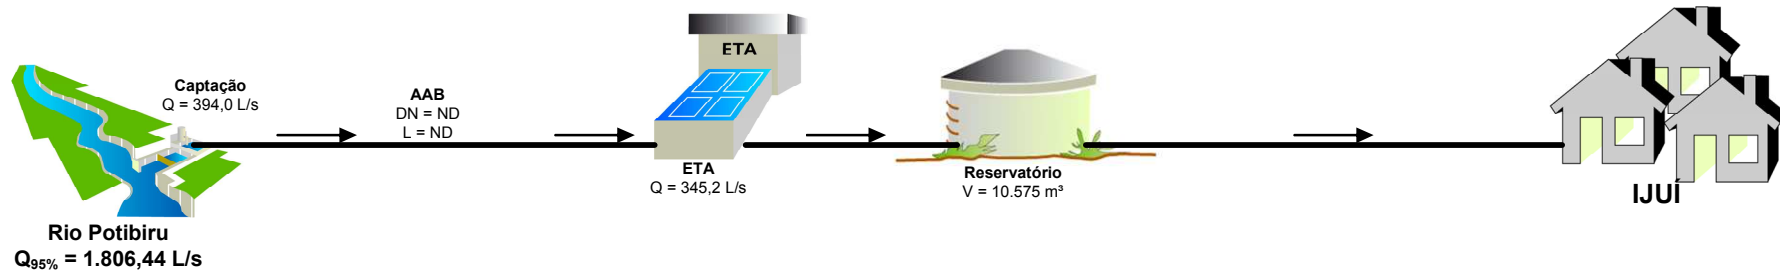 Captação
Q = 394,0 L/s
AAB
DN = ND
L = ND
ETA
ETA
Q = 345,2 L/s
Reservatório
V = 10.575 m³
IJUÍ
Rio Potibiru
Q95% = 1.806,44 L/s